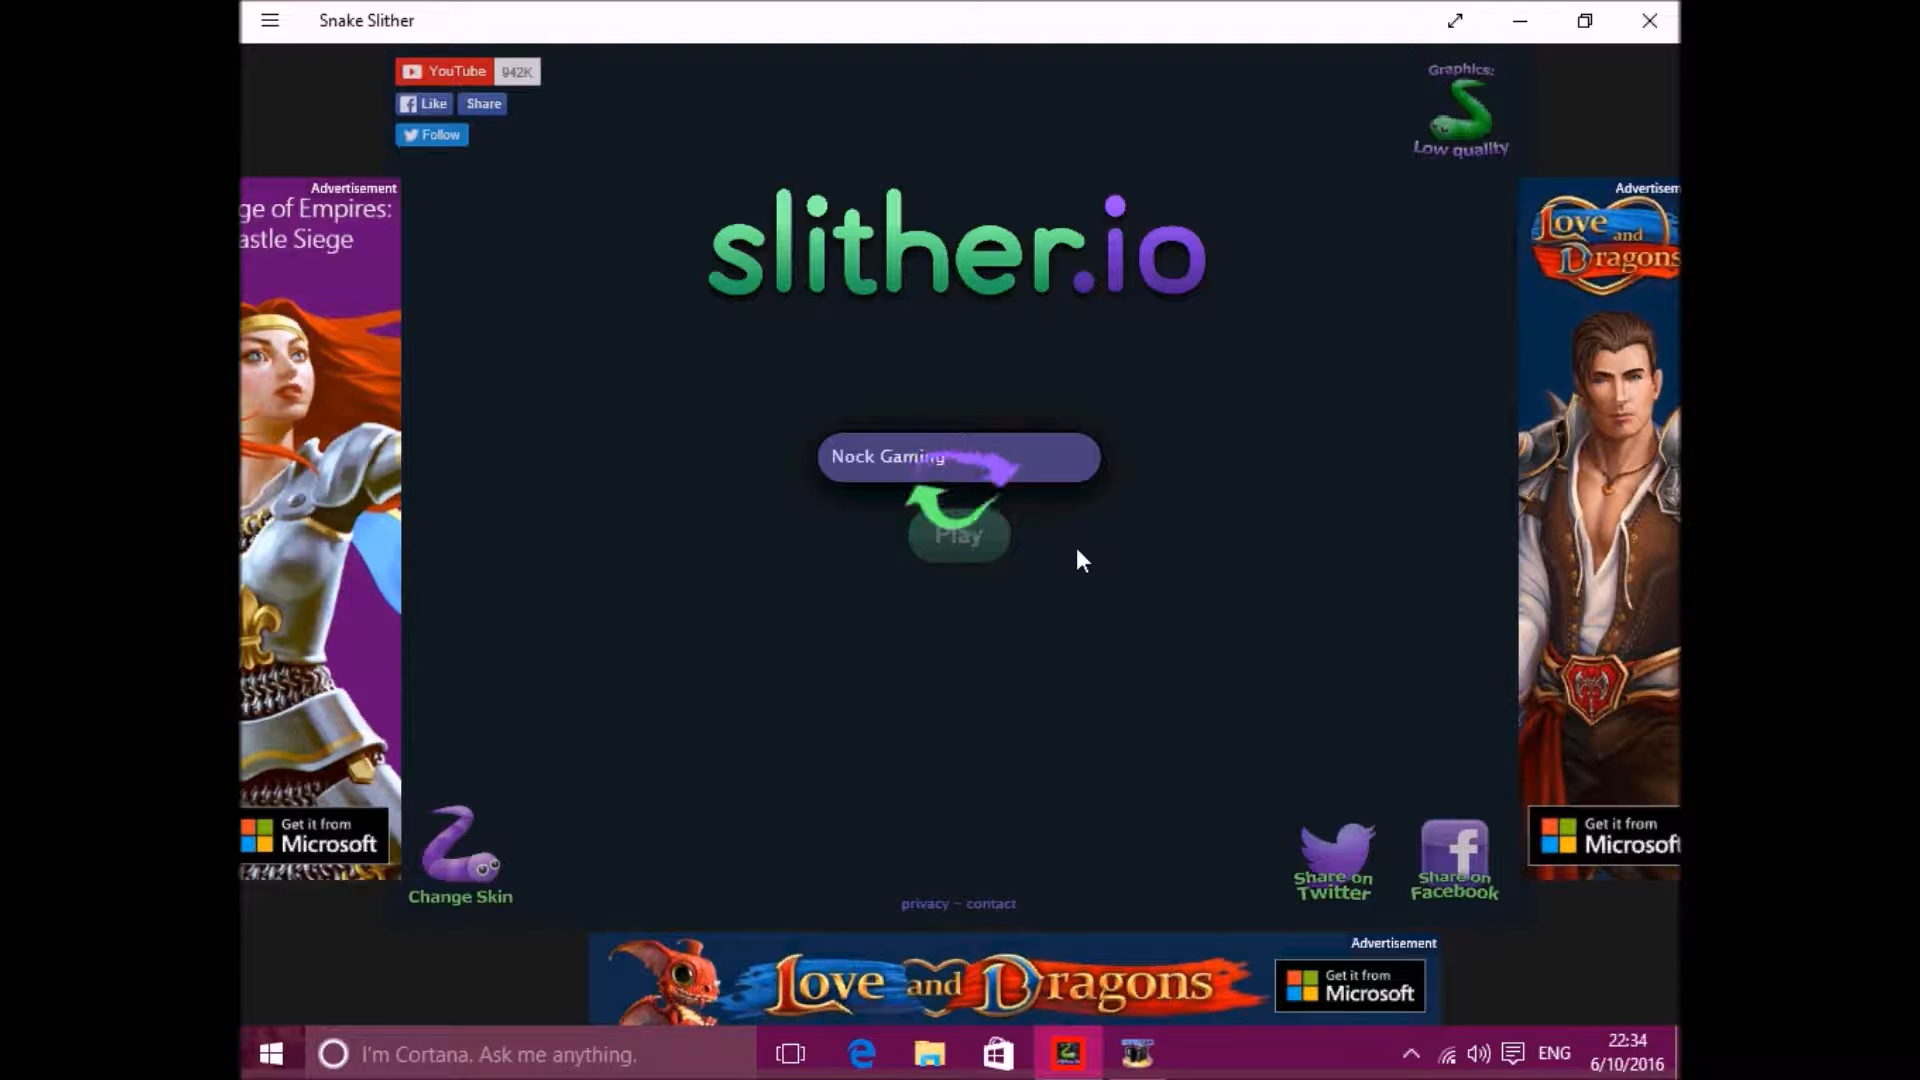 Snake Slither
YouTube 942K
Like Share
Follow
Graphics:
Low quality
Advertisement
ge of Empires:
astle Siege
Advertisem
Love and Dragons
slither.io
Nock Gaming
Play
Get it from
Microsoft
Get it from
Microsoft
Change Skin
privacy ~ contact
Share on
Twitter
Share on
Facebook
Advertisement
Love and Dragons
Get it from
Microsoft
I'm Cortana. Ask me anything.
ENG
22:34
6/10/2016